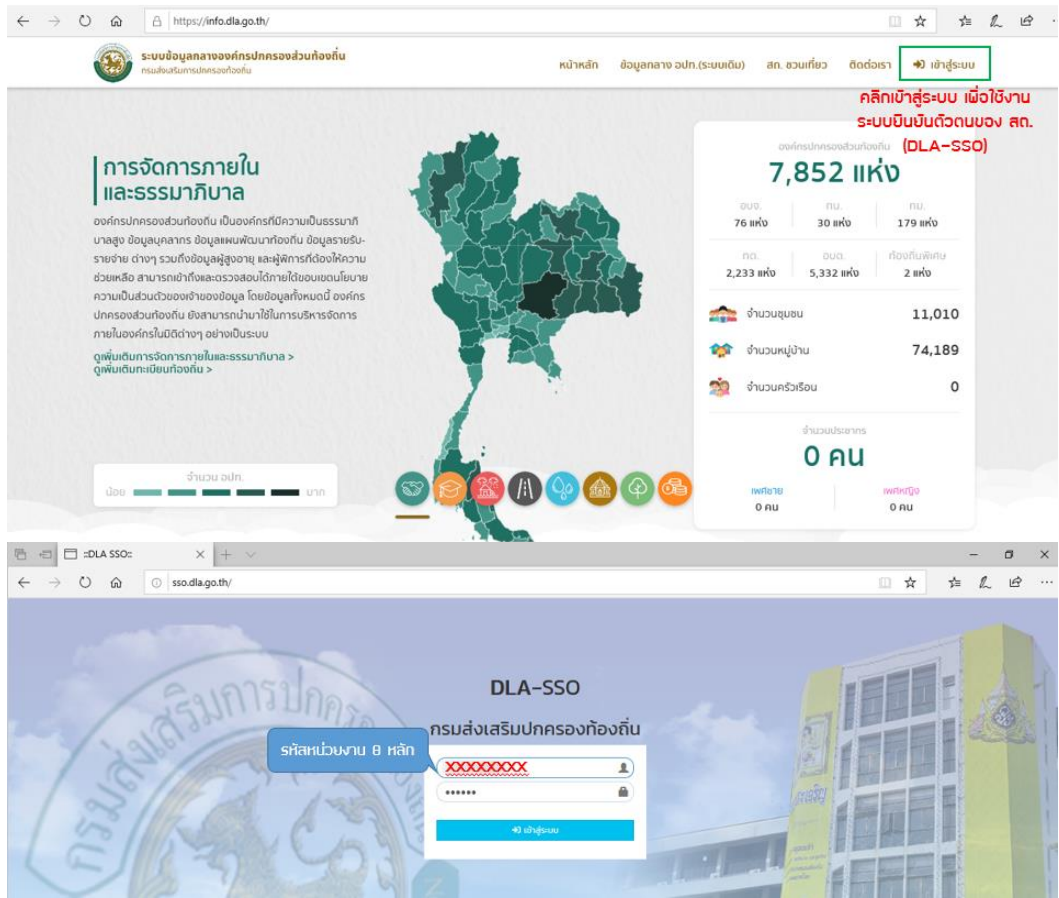 https://info.dla.go.th/
ระบบข้อมูลกลางองค์กรปกครองส่วนท้องถิ่น
กรมส่งเสริมการปกครองท้องถิ่น
หน้าหลัก ข้อมูลกลาง อปท.(ระบบเดิม) สถ. ชวนเที่ยว ติดต่อเรา เข้าสู่ระบบ
คลิกเข้าสู่ระบบ เพื่อใช้งาน
ระบบยืนยันตัวตนของ สถ.
(DLA-SSO)
การจัดการภายใน
และธรรมาภิบาล
องค์กรปกครองส่วนท้องถิ่น เป็นองค์กรที่มีความเป็นธรรมาภิ
บาลสูง ข้อมูลบุคลากร ข้อมูลแผนพัฒนาท้องถิ่น ข้อมูลรายรับ-
รายจ่าย ต่างๆ รวมถึงข้อมูลผู้สูงอายุ และผู้พิการที่ต้องให้ความ
ช่วยเหลือ สามารถเข้าถึงและตรวจสอบได้ภายใต้ขอบเขตนโยบาย
ความเป็นส่วนตัวของเจ้าของข้อมูล โดยข้อมูลทั้งหมดนี้ องค์กร
ปกครองส่วนท้องถิ่น ยังสามารถนำมาใช้ในการบริหารจัดการ
ภายในองค์กรในมิติต่างๆ อย่างเป็นระบบ
ดูเพิ่มเติมการจัดการภายในและธรรมาภิบาล >
ดูเพิ่มเติมทะเบียนท้องถิ่น >
จำนวน อปท.
น้อย มาก
องค์กรปกครองส่วนท้องถิ่น
7,852 แห่ง
อบจ. ทน. ทม.
76 แห่ง 30 แห่ง 179 แห่ง
ทต. อบต. ท้องถิ่นพิเศษ
2,233 แห่ง 5,332 แห่ง 2 แห่ง
จำนวนชุมชน 11,010
จำนวนหมู่บ้าน 74,189
จำนวนครัวเรือน 0
จำนวนประชากร
0 คน
เพศชาย เพศหญิง
0 คน 0 คน
::DLA SSO::
sso.dla.go.th/
DLA-SSO
กรมส่งเสริมปกครองท้องถิ่น
รหัสหน่วยงาน 8 หลัก
XXXXXXXX
••••••
เข้าสู่ระบบ